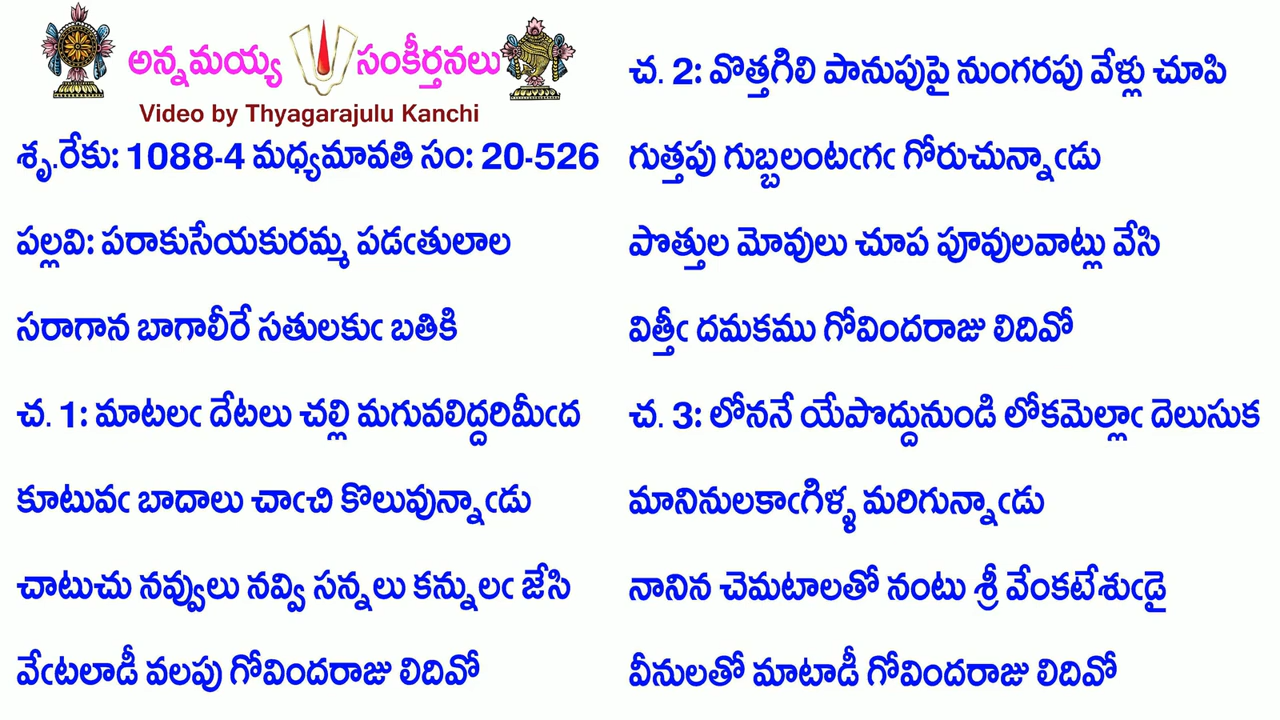 అన్నమయ్య సంకీర్తనలు
Video by Thyagarajulu Kanchi
శృ.రేకు: 1088-4 మధ్యమావతి సం: 20-526
పల్లవి: పరాకుసేయకురమ్మ పడఁతులాల
సరాగాన బాగాలీరే సతులకుఁ బతికి
చ. 1: మాటలఁ దేటలు చల్లి మగువలిద్దరిమీఁద
కూటువఁ బాదాలు చాఁచి కొలువున్నాఁడు
చాటుచు నవ్వులు నవ్వి సన్నలు కన్నులఁ జేసి
వేఁటలాడీ వలపు గోవిందరాజు లిదివో
చ. 2: వొత్తగిలి పానుపుపై నుంగరపు వేళ్లు చూపి
గుత్తపు గుబ్బలంటఁగఁ గోరుచున్నాఁడు
పొత్తుల మోవులు చూప పూవులవాట్లు వేసి
విత్తీఁ దమకము గోవిందరాజు లిదివో
చ. 3: లోననే యేపొద్దునుండి లోకమెల్లాఁ దెలుసుక
మానినులకాఁగిళ్ళ మరిగున్నాఁడు
నానిన చెమటాలతో నంటు శ్రీ వేంకటేశుఁడై
వీనులతో మాటాడీ గోవిందరాజు లిదివో